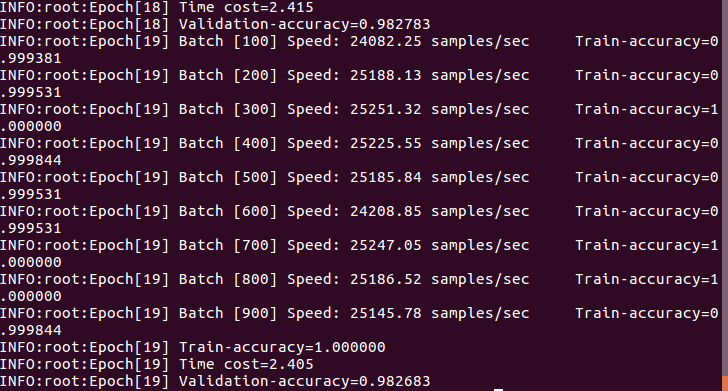 INFO:root:Epoch[18] Time cost=2.415
INFO:root:Epoch[18] Validation-accuracy=0.982783
INFO:root:Epoch[19] Batch [100] Speed: 24082.25 samples/sec     Train-accuracy=0
.999381
INFO:root:Epoch[19] Batch [200] Speed: 25188.13 samples/sec     Train-accuracy=0
.999531
INFO:root:Epoch[19] Batch [300] Speed: 25251.32 samples/sec     Train-accuracy=1
.000000
INFO:root:Epoch[19] Batch [400] Speed: 25225.55 samples/sec     Train-accuracy=0
.999844
INFO:root:Epoch[19] Batch [500] Speed: 25185.84 samples/sec     Train-accuracy=0
.999531
INFO:root:Epoch[19] Batch [600] Speed: 24208.85 samples/sec     Train-accuracy=0
.999531
INFO:root:Epoch[19] Batch [700] Speed: 25247.05 samples/sec     Train-accuracy=1
.000000
INFO:root:Epoch[19] Batch [800] Speed: 25186.52 samples/sec     Train-accuracy=1
.000000
INFO:root:Epoch[19] Batch [900] Speed: 25145.78 samples/sec     Train-accuracy=0
.999844
INFO:root:Epoch[19] Train-accuracy=1.000000
INFO:root:Epoch[19] Time cost=2.405
INFO:root:Epoch[19] Validation-accuracy=0.982683